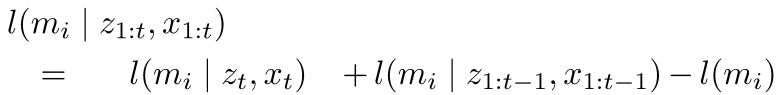 l(m_i | z_{1:t}, x_{1:t})
= l(m_i | z_t, x_t) + l(m_i | z_{1:t−1}, x_{1:t−1}) − l(m_i)